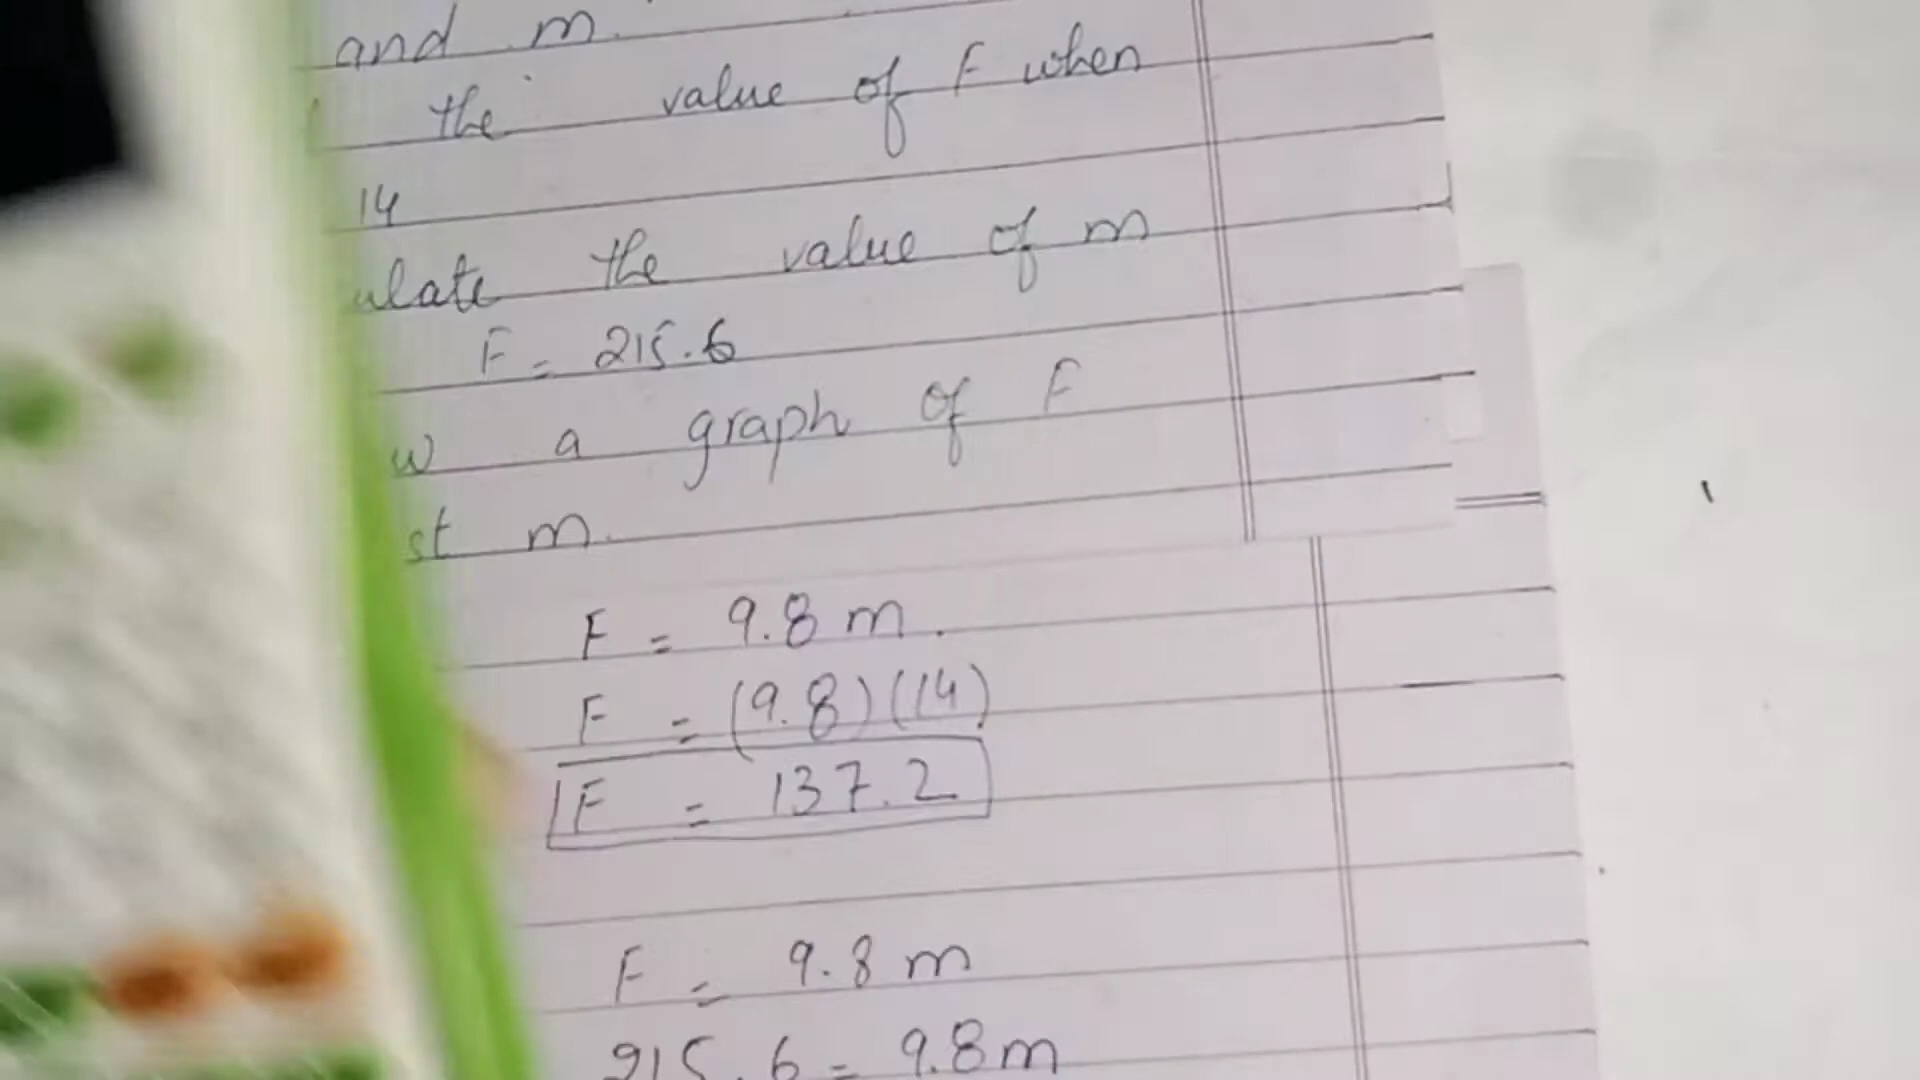 and m.
the value of F when
14
ulate the value of m
F = 215.6
w a graph of F
st m.
F = 9.8 m.
F = (9.8)(14)
F = 137.2
F = 9.8 m
215.6 = 9.8m